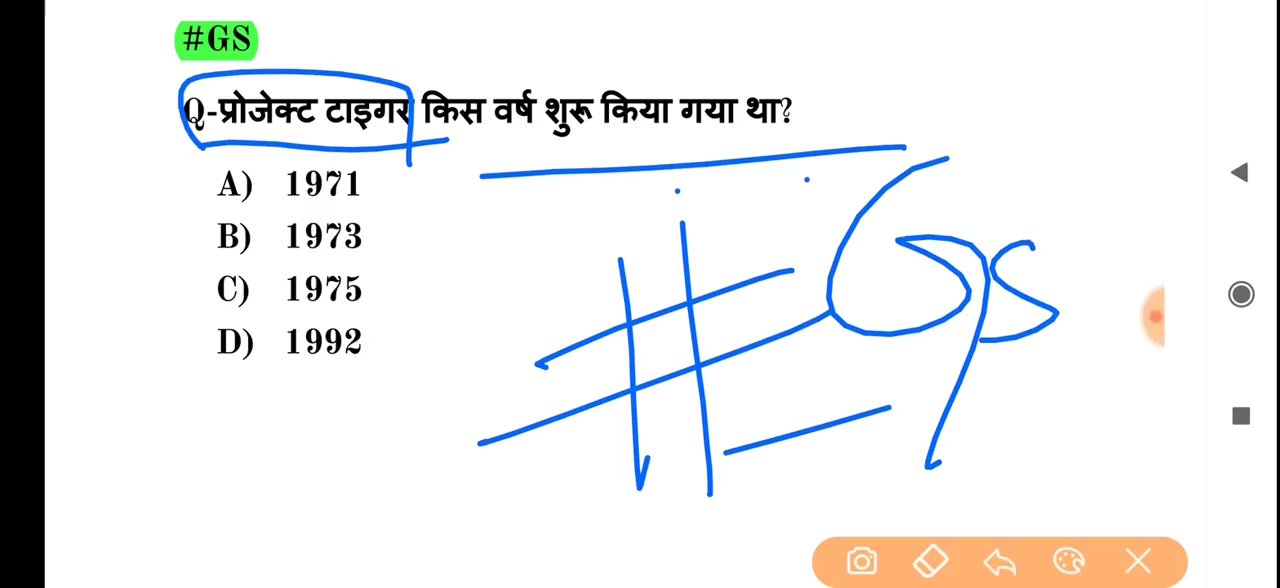 #GS
Q-प्रोजेक्ट टाइगर किस वर्ष शुरू किया गया था?
A) 1971
B) 1973
C) 1975
D) 1992
#GS